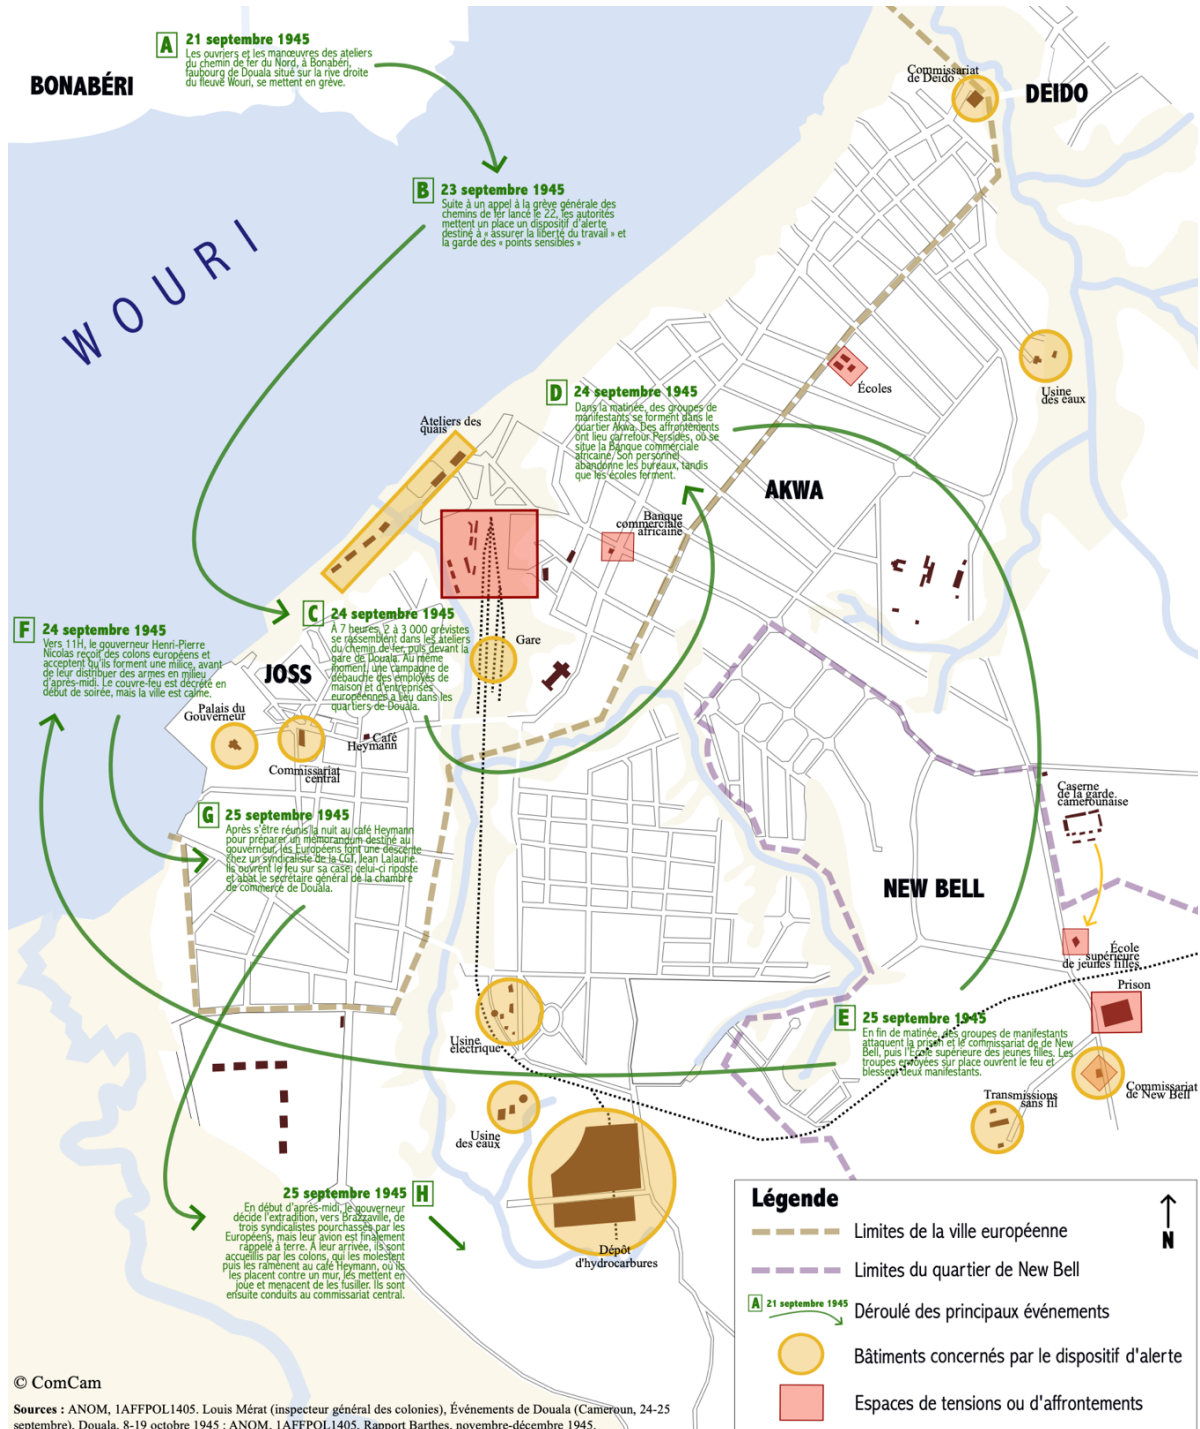 A
21 septembre 1945
Les ouvriers et les manœuvres des ateliers
du chemin de fer du Nord, à Bonabéri,
faubourg de Douala situé sur la rive droite
du fleuve Wouri, se mettent en grève.
BONABÉRI
Commissariat
de Deido
DEIDO
B
23 septembre 1945
Suite à un appel à la grève générale des
chemins de fer lancé le 22, les autorités
mettent un place un dispositif d'alerte
destiné à « assurer la liberté du travail » et
la garde des « points sensibles »
WOURI
Écoles
Usine
des eaux
D
24 septembre 1945
Dans la matinée, des groupes de
manifestants se forment dans le
quartier Akwa. Des affrontements
ont lieu carrefour Persides, où se
situe la Banque commerciale
africaine. Son personnel
abandonne les bureaux, tandis
que les écoles ferment.
Ateliers des
quais
AKWA
Banque
commerciale
africaine
C
24 septembre 1945
À 7 heures, 2 à 3 000 grévistes
se rassemblent dans les ateliers
du chemin de fer, puis devant la
gare de Douala. Au même
moment, une campagne de
débauche des employés de
maison et d'entreprises
européennes a lieu dans les
quartiers de Douala.
Gare
F
24 septembre 1945
Vers 11H, le gouverneur Henri-Pierre
Nicolas reçoit des colons européens et
acceptent qu'ils forment une milice, avant
de leur distribuer des armes en milieu
d'après-midi. Le couvre-feu est décrété en
début de soirée, mais la ville est calme.
JOSS
Palais du
Gouverneur
Café
Heymann
Commissariat
central
Caserne
de la garde
camerounaise
G
25 septembre 1945
Après s'être réunis la nuit au café Heymann
pour préparer un mémorandum destiné au
gouverneur, les Européens font une descente
chez un syndicaliste de la CGT, Jean Lalaurie.
Ils ouvrent le feu sur sa case, celui-ci riposte
et abat le secrétaire général de la chambre
de commerce de Douala.
NEW BELL
École
supérieure
de jeunes filles
Prison
E
25 septembre 1945
En fin de matinée, des groupes de manifestants
attaquent la prison et le commissariat de de New
Bell, puis l'École supérieure des jeunes filles. Les
troupes envoyées sur place ouvrent le feu et
blessent deux manifestants.
Usine
électrique
Commissariat
de New Bell
Transmissions
sans fil
Usine
des eaux
25 septembre 1945
H
En début d'après-midi, le gouverneur
décide l'extradition, vers Brazzaville, de
trois syndicalistes pourchassés par les
Européens, mais leur avion est finalement
rappelé à terre. À leur arrivée, ils sont
accueillis par les colons, qui les molestent
puis les ramènent au café Heymann, où ils
les placent contre un mur, les mettent en
joue et menacent de les fusiller. Ils sont
ensuite conduits au commissariat central.
Dépôt
d'hydrocarbures
Légende
N
Limites de la ville européenne
Limites du quartier de New Bell
A 21 septembre 1945
Déroulé des principaux événements
Bâtiments concernés par le dispositif d'alerte
Espaces de tensions ou d'affrontements
© ComCam
Sources : ANOM, 1AFFPOL1405. Louis Mérat (inspecteur général des colonies), Événements de Douala (Cameroun, 24-25
septembre), Douala, 8-19 octobre 1945 ; ANOM, 1AFFPOL1405, Rapport Barthes, novembre-décembre 1945.